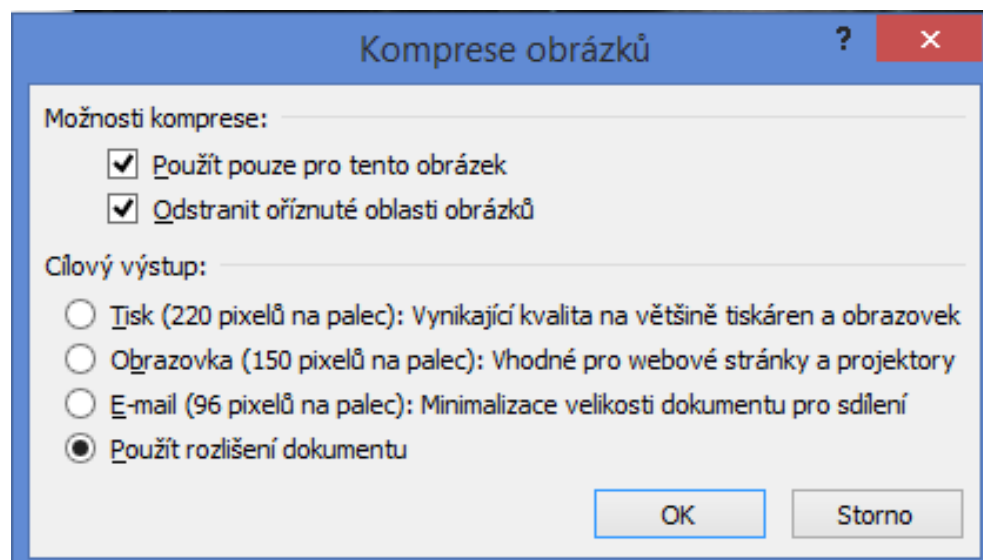 Komprese obrázků
?
Možnosti komprese:
Použít pouze pro tento obrázek
Odstranit oříznuté oblasti obrázků
Cílový výstup:
Tisk (220 pixelů na palec): Vynikající kvalita na většině tiskáren a obrazovek
Obrazovka (150 pixelů na palec): Vhodné pro webové stránky a projektory
E-mail (96 pixelů na palec): Minimalizace velikosti dokumentu pro sdílení
Použít rozlišení dokumentu
OK Storno